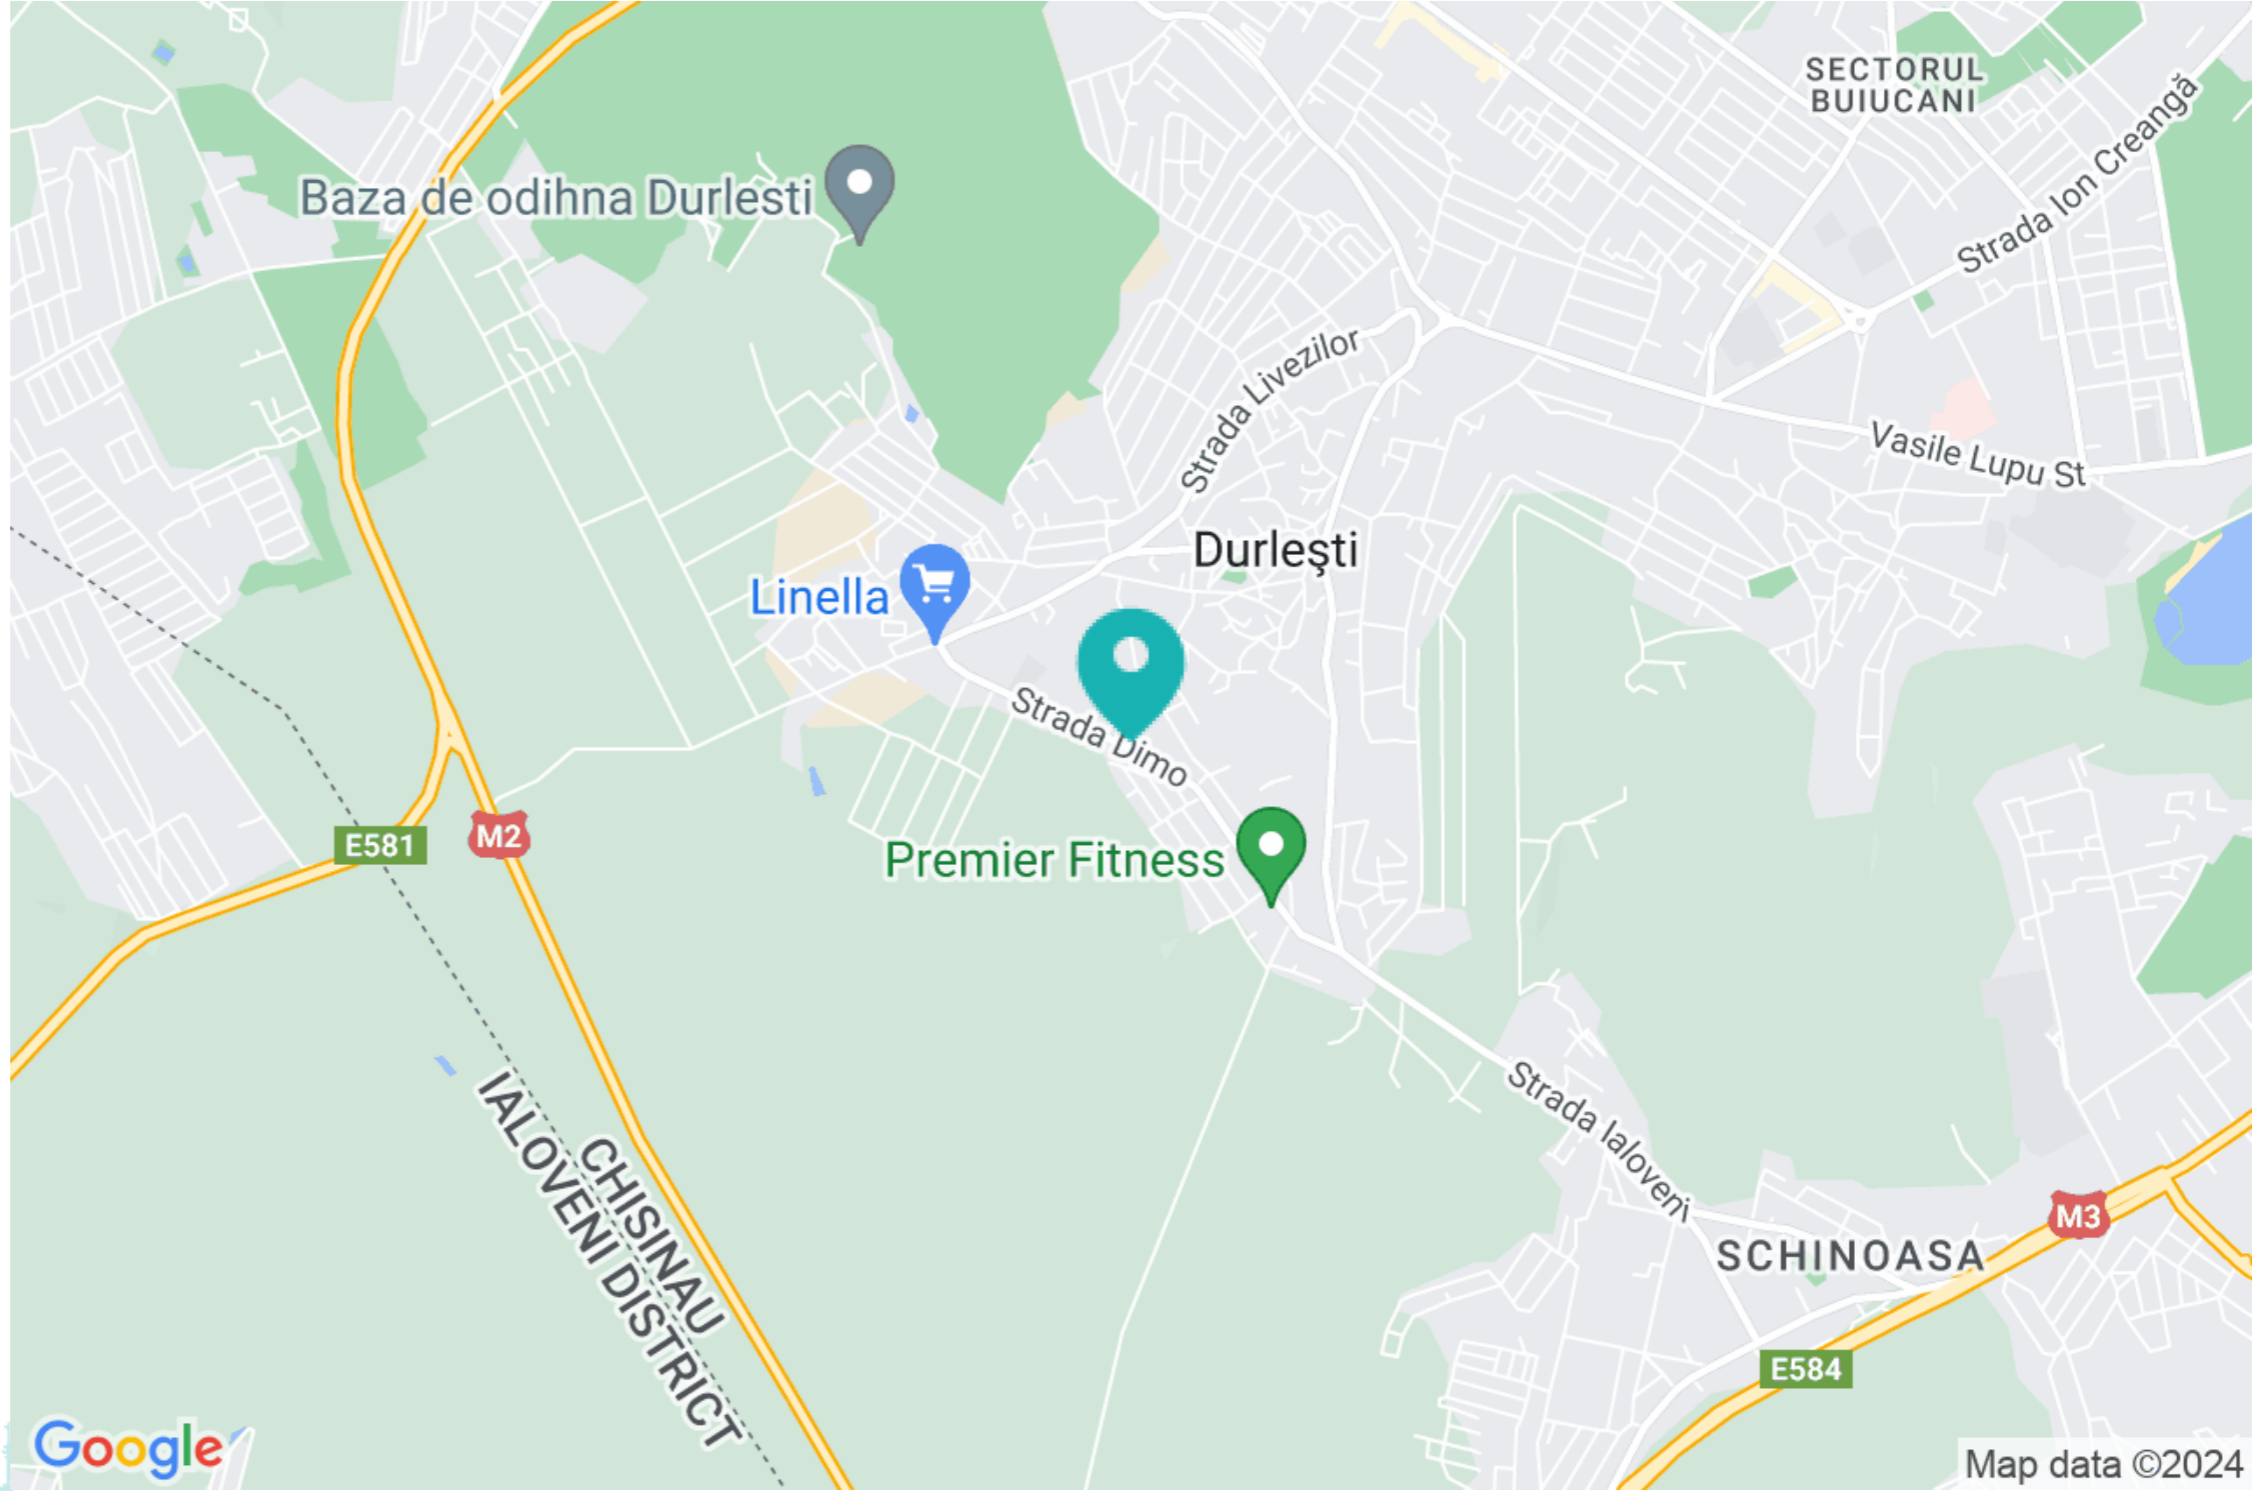 SECTORUL
BUIUCANI
Strada Ion Creangă
Baza de odihna Durlesti
Strada Livezilor
Vasile Lupu St
Durleşti
Linella
Strada Dimo
E581
M2
Premier Fitness
Strada Ialoveni
CHISINAU
IALOVENI DISTRICT
M3
SCHINOASA
E584
Google
Map data ©2024